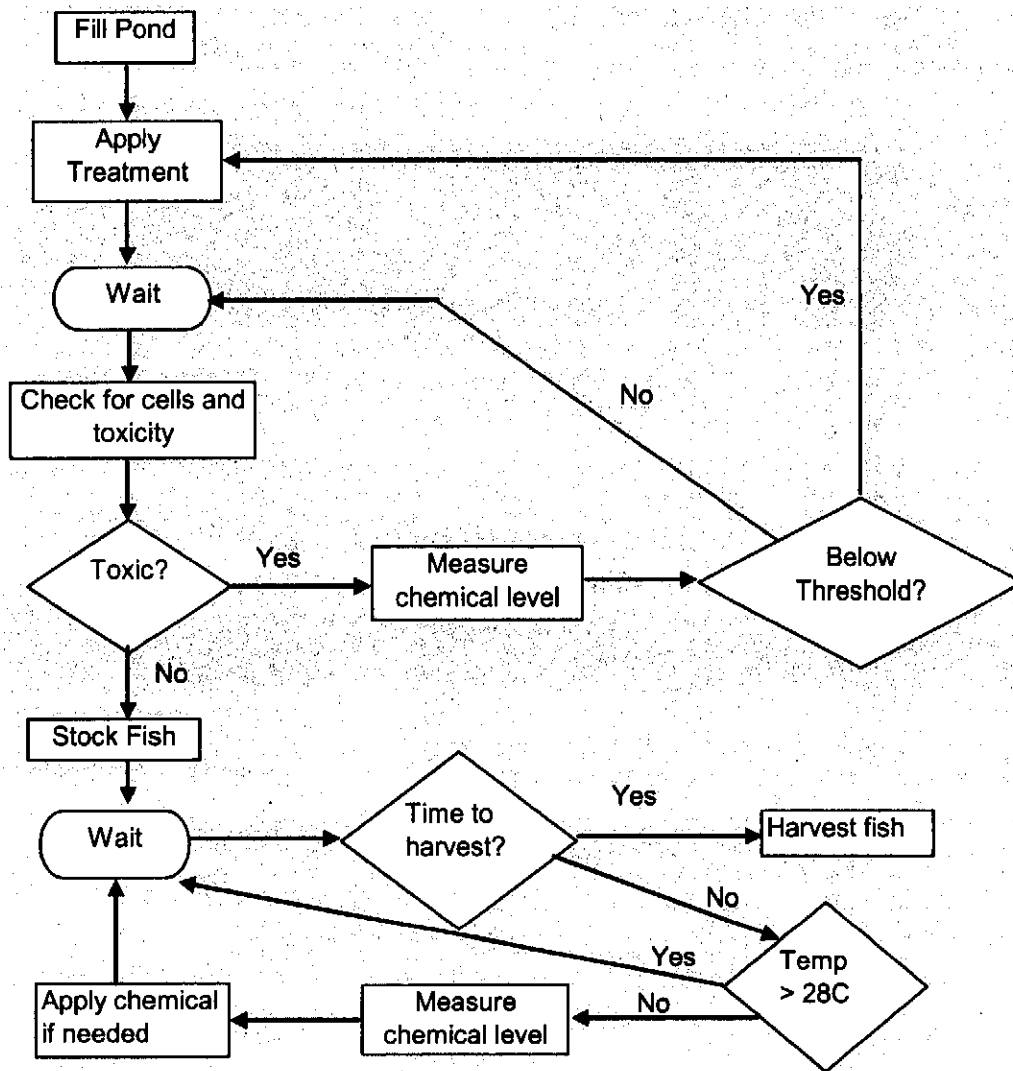 Fill Pond
Apply
Treatment
Wait
Yes
No
Check for cells and
toxicity
Toxic?
Yes
Measure
chemical level
Below
Threshold?
No
Stock Fish
Wait
Time to
harvest?
Yes
Harvest fish
No
Temp
> 28C
Yes
No
Measure
chemical level
Apply chemical
if needed